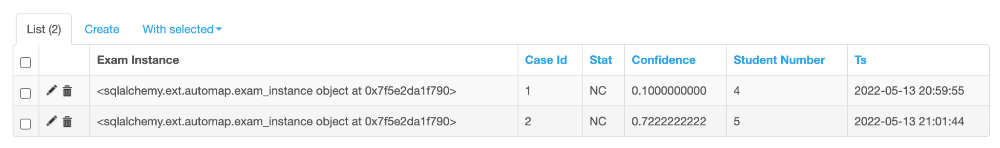 List (2) Create With selected
Exam Instance Case Id Stat Confidence Student Number Ts
<sqlalchemy.ext.automap.exam_instance object at 0x7f5e2da1f790> 1 NC 0.1000000000 4 2022-05-13 20:59:55
<sqlalchemy.ext.automap.exam_instance object at 0x7f5e2da1f790> 2 NC 0.7222222222 5 2022-05-13 21:01:44